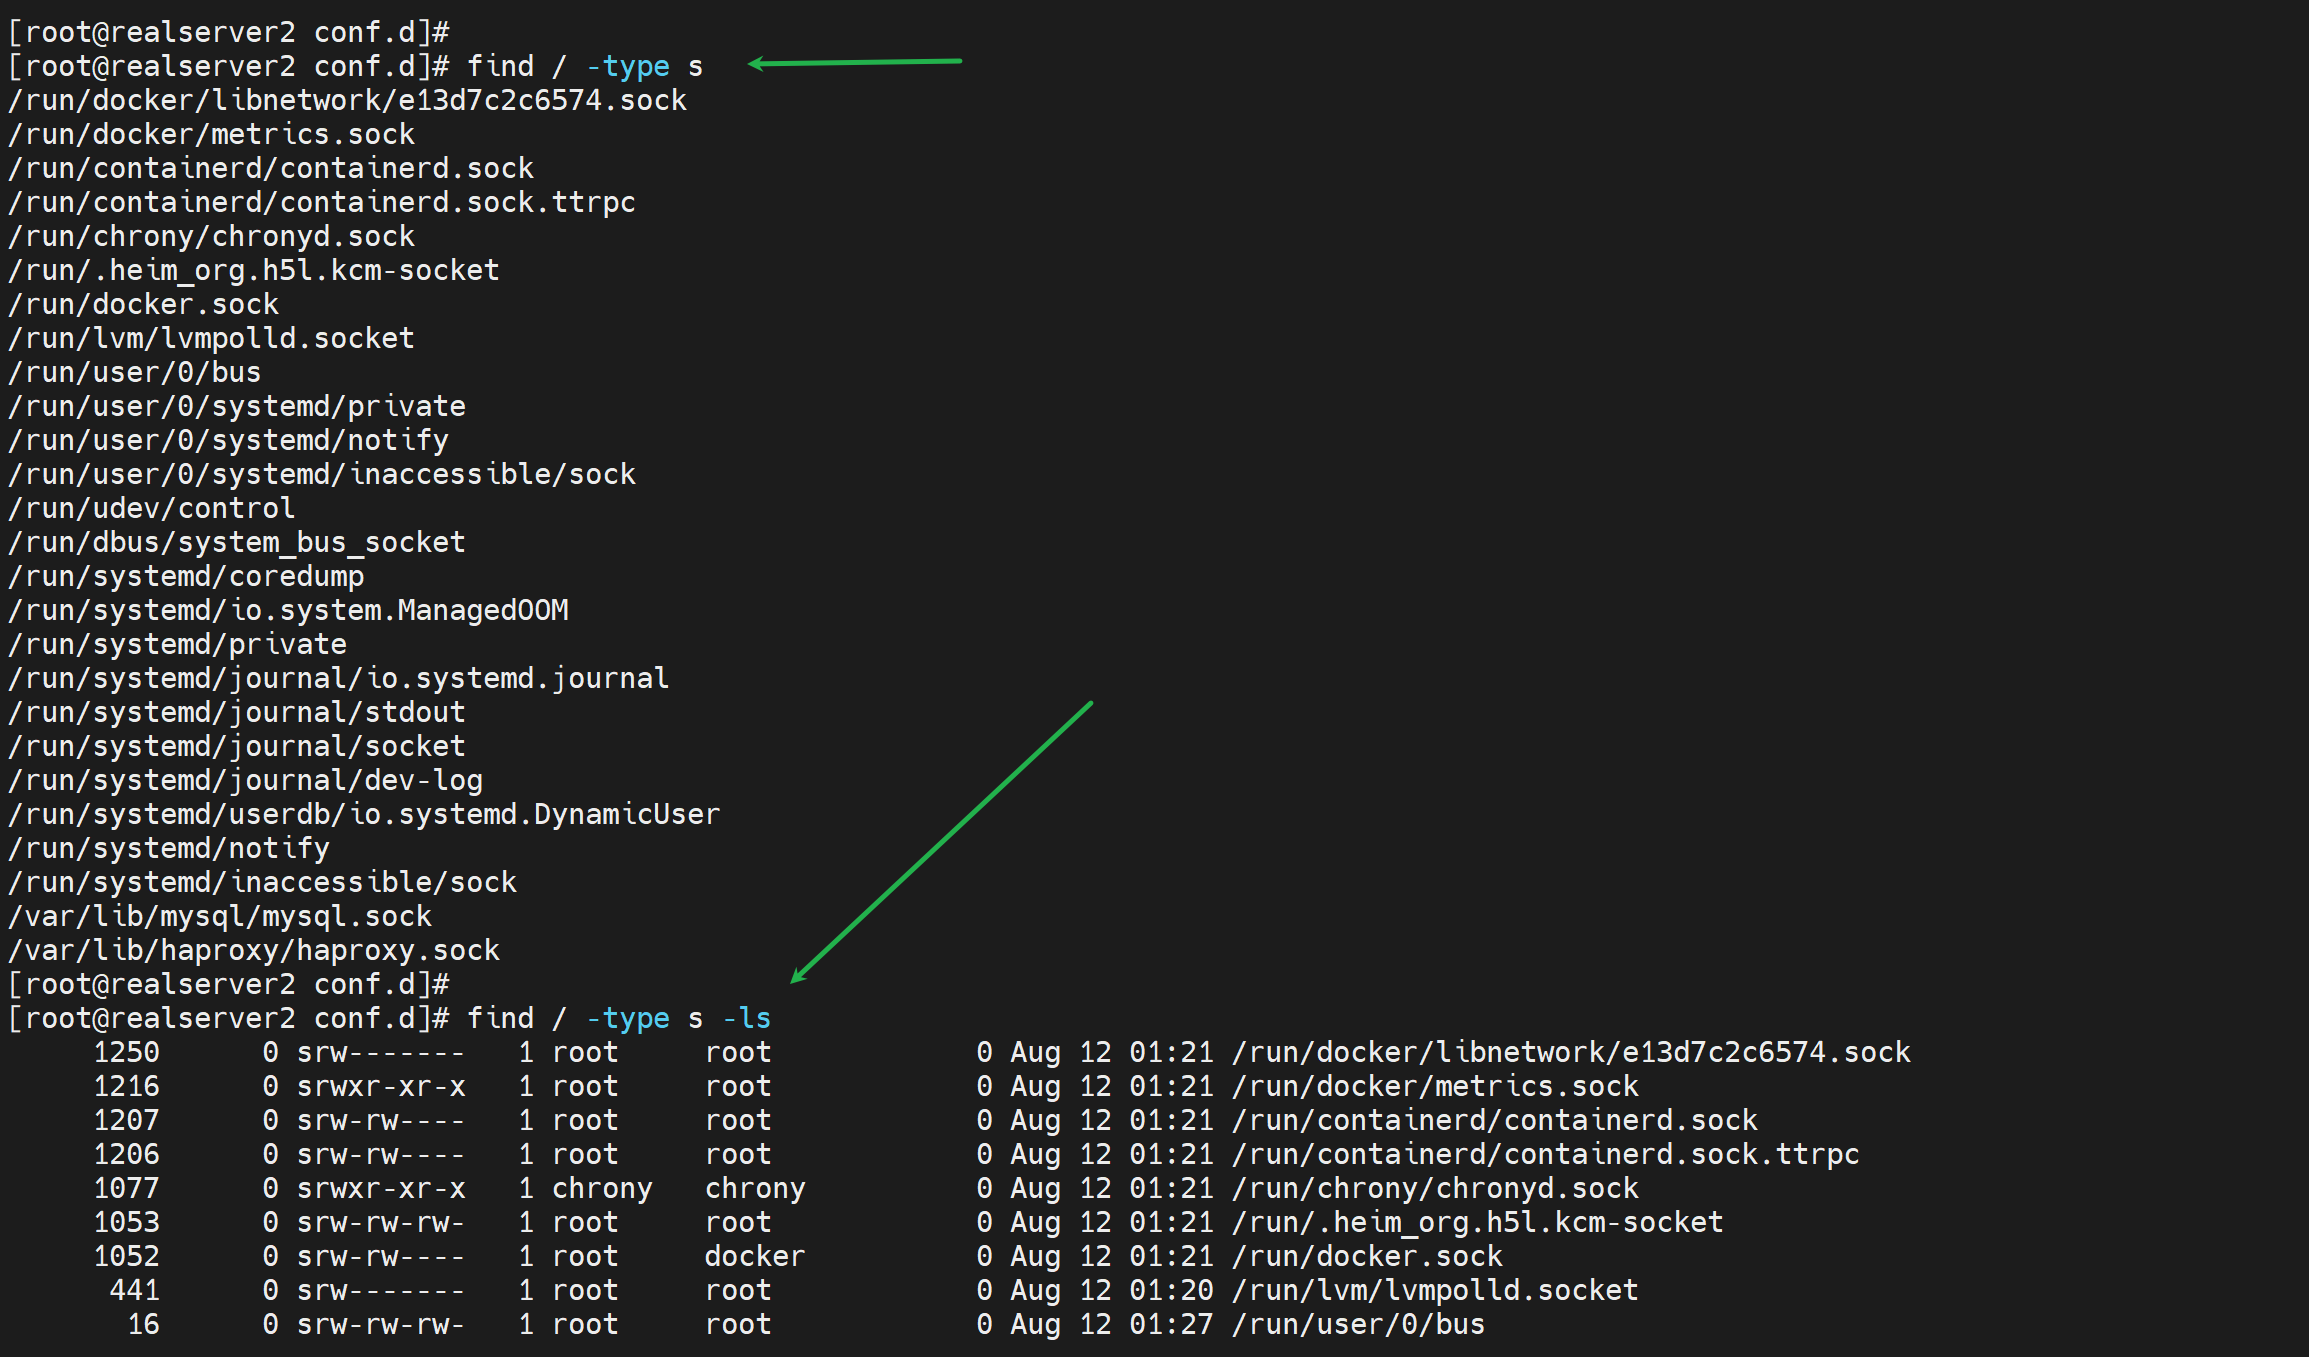 [root@realserver2 conf.d]#
[root@realserver2 conf.d]# find / -type s
/run/docker/libnetwork/e13d7c2c6574.sock
/run/docker/metrics.sock
/run/containerd/containerd.sock
/run/containerd/containerd.sock.ttrpc
/run/chrony/chronyd.sock
/run/.heim_org.h5l.kcm-socket
/run/docker.sock
/run/lvm/lvmpolld.socket
/run/user/0/bus
/run/user/0/systemd/private
/run/user/0/systemd/notify
/run/user/0/systemd/inaccessible/sock
/run/udev/control
/run/dbus/system_bus_socket
/run/systemd/coredump
/run/systemd/io.system.ManagedOOM
/run/systemd/private
/run/systemd/journal/io.systemd.journal
/run/systemd/journal/stdout
/run/systemd/journal/socket
/run/systemd/journal/dev-log
/run/systemd/userdb/io.systemd.DynamicUser
/run/systemd/notify
/run/systemd/inaccessible/sock
/var/lib/mysql/mysql.sock
/var/lib/haproxy/haproxy.sock
[root@realserver2 conf.d]#
[root@realserver2 conf.d]# find / -type s -ls
     1250      0 srw-------   1 root     root            0 Aug 12 01:21 /run/docker/libnetwork/e13d7c2c6574.sock
     1216      0 srwxr-xr-x   1 root     root            0 Aug 12 01:21 /run/docker/metrics.sock
     1207      0 srw-rw----   1 root     root            0 Aug 12 01:21 /run/containerd/containerd.sock
     1206      0 srw-rw----   1 root     root            0 Aug 12 01:21 /run/containerd/containerd.sock.ttrpc
     1077      0 srwxr-xr-x   1 chrony   chrony          0 Aug 12 01:21 /run/chrony/chronyd.sock
     1053      0 srw-rw-rw-   1 root     root            0 Aug 12 01:21 /run/.heim_org.h5l.kcm-socket
     1052      0 srw-rw----   1 root     docker          0 Aug 12 01:21 /run/docker.sock
      441      0 srw-------   1 root     root            0 Aug 12 01:20 /run/lvm/lvmpolld.socket
       16      0 srw-rw-rw-   1 root     root            0 Aug 12 01:27 /run/user/0/bus